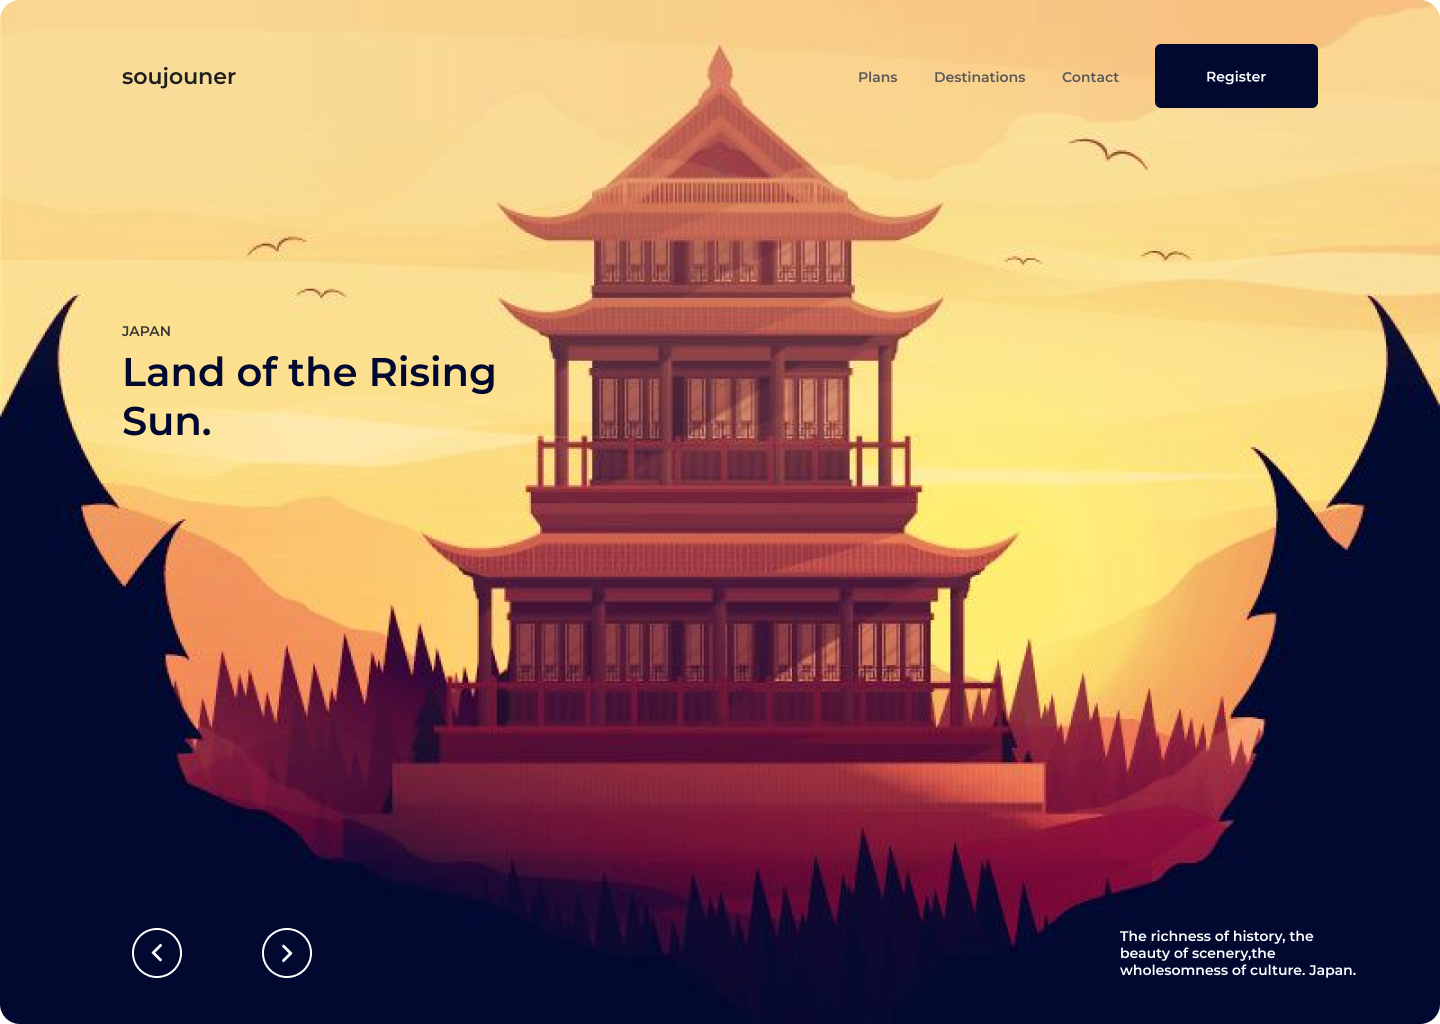 soujouner
Plans
Destinations
Contact
Register
JAPAN
Land of the Rising
Sun.
The richness of history, the
beauty of scenery,the
wholesomness of culture. Japan.